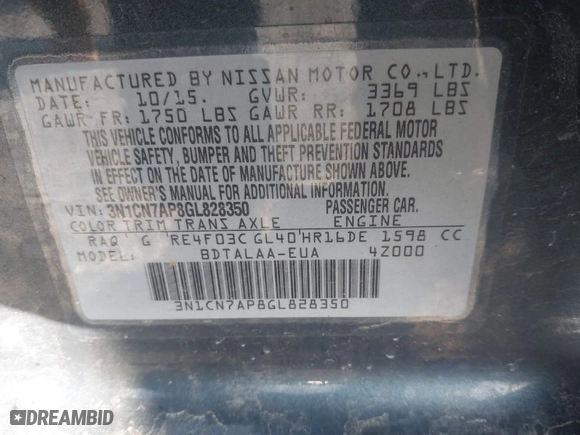 MANUFACTURED BY NISSAN MOTOR CO.,LTD.
DATE: 10/15. GVWR: 3369 LBS
GAWR FR: 1750 LBS GAWR RR: 1708 LBS
THIS VEHICLE CONFORMS TO ALL APPLICABLE FEDERAL MOTOR
VEHICLE SAFETY, BUMPER AND THEFT PREVENTION STANDARDS
IN EFFECT ON THE DATE OF MANUFACTURE SHOWN ABOVE.
SEE OWNER'S MANUAL FOR ADDITIONAL INFORMATION.
VIN: 3N1CN7AP8GL828350 PASSENGER CAR.
COLOR TRIM TRANS AXLE ENGINE
RAQ G RE4F03C GL40 HR16DE 1598 CC
MODEL: BDTALAA-EUA 42000
3N1CN7AP8GL828350
DREAMBID